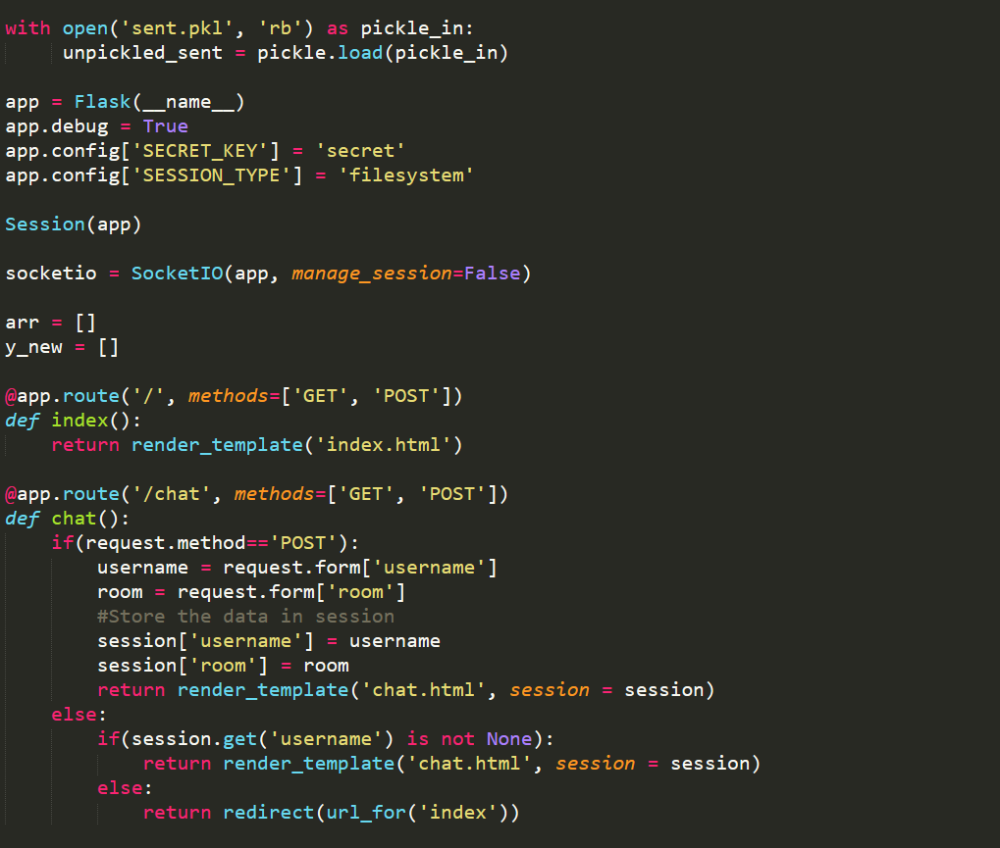 with open('sent.pkl', 'rb') as pickle_in:
     unpickled_sent = pickle.load(pickle_in)

app = Flask(__name__)
app.debug = True
app.config['SECRET_KEY'] = 'secret'
app.config['SESSION_TYPE'] = 'filesystem'

Session(app)

socketio = SocketIO(app, manage_session=False)

arr = []
y_new = []

@app.route('/', methods=['GET', 'POST'])
def index():
    return render_template('index.html')

@app.route('/chat', methods=['GET', 'POST'])
def chat():
    if(request.method=='POST'):
        username = request.form['username']
        room = request.form['room']
        #Store the data in session
        session['username'] = username
        session['room'] = room
        return render_template('chat.html', session = session)
    else:
        if(session.get('username') is not None):
            return render_template('chat.html', session = session)
        else:
            return redirect(url_for('index'))